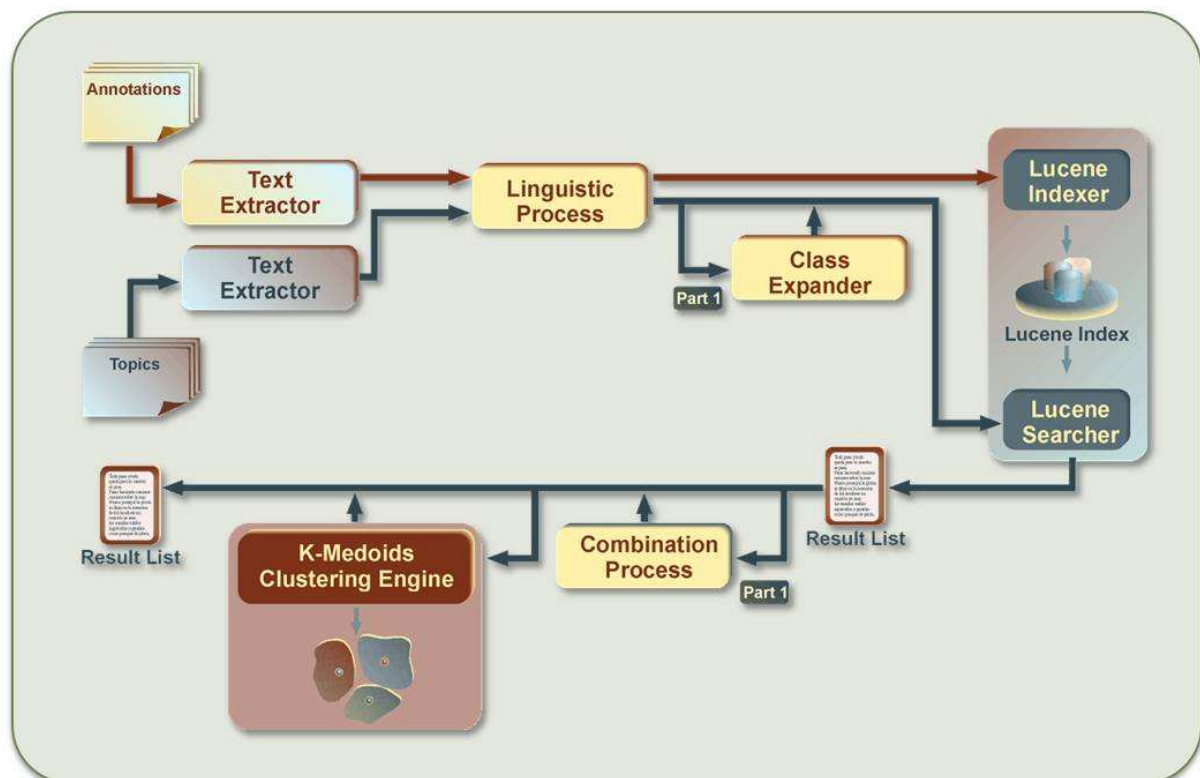 Annotations
Text
Extractor
Linguistic
Process
Lucene
Indexer
Text
Extractor
Class
Expander
Part 1
Lucene Index
Topics
Lucene
Searcher
Result List
K-Medoids
Clustering Engine
Combination
Process
Part 1
Result List